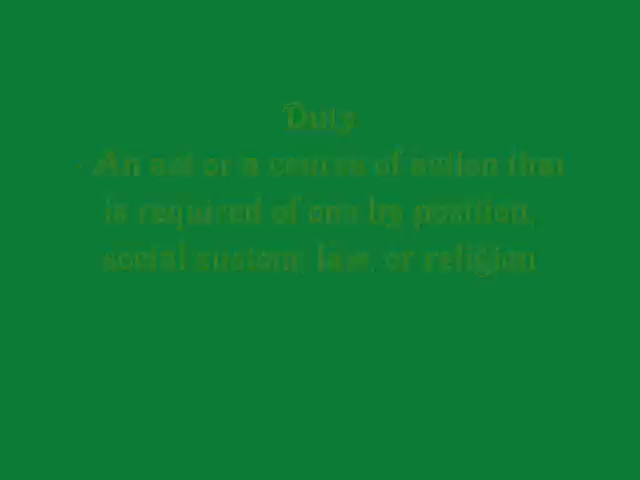 Duty
- An act or a course of action that
is required of one by position,
social custom, law, or religion